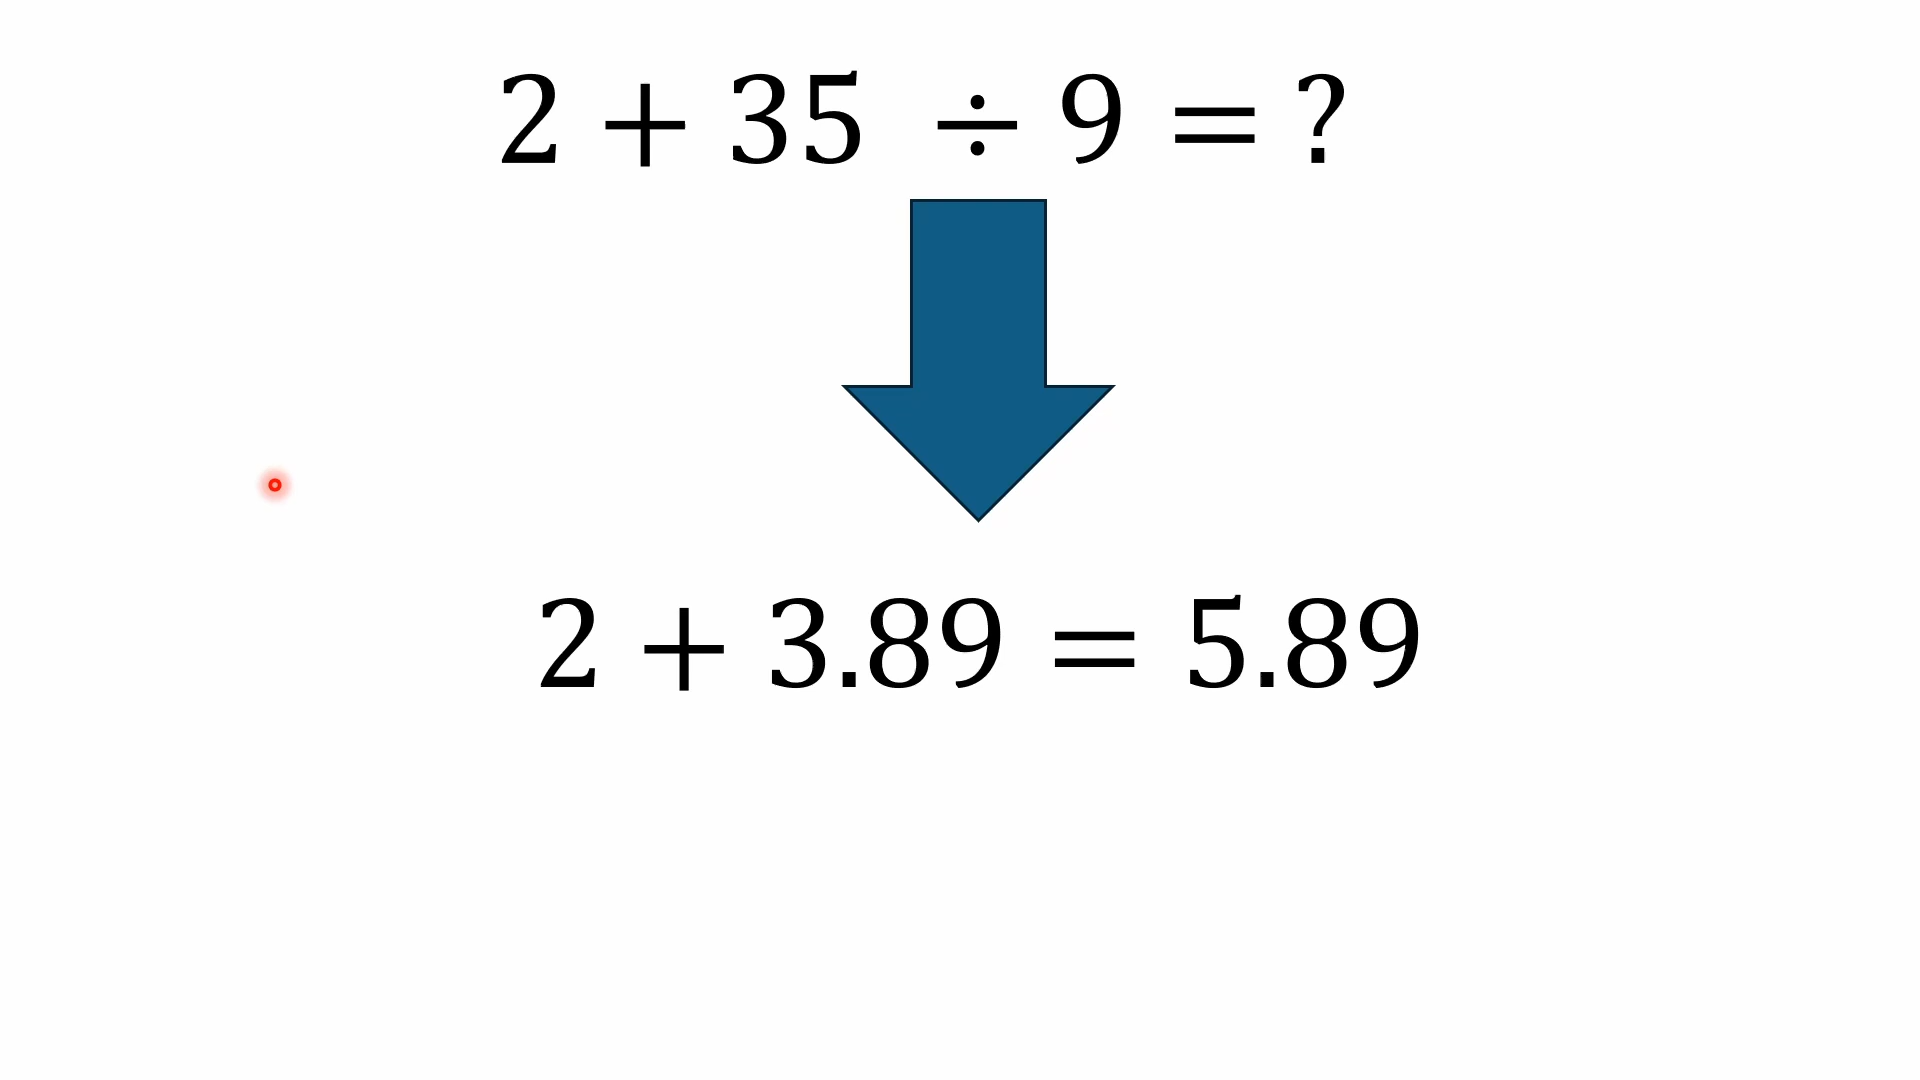 2 + 35 ÷ 9 = ?
2 + 3.89 = 5.89